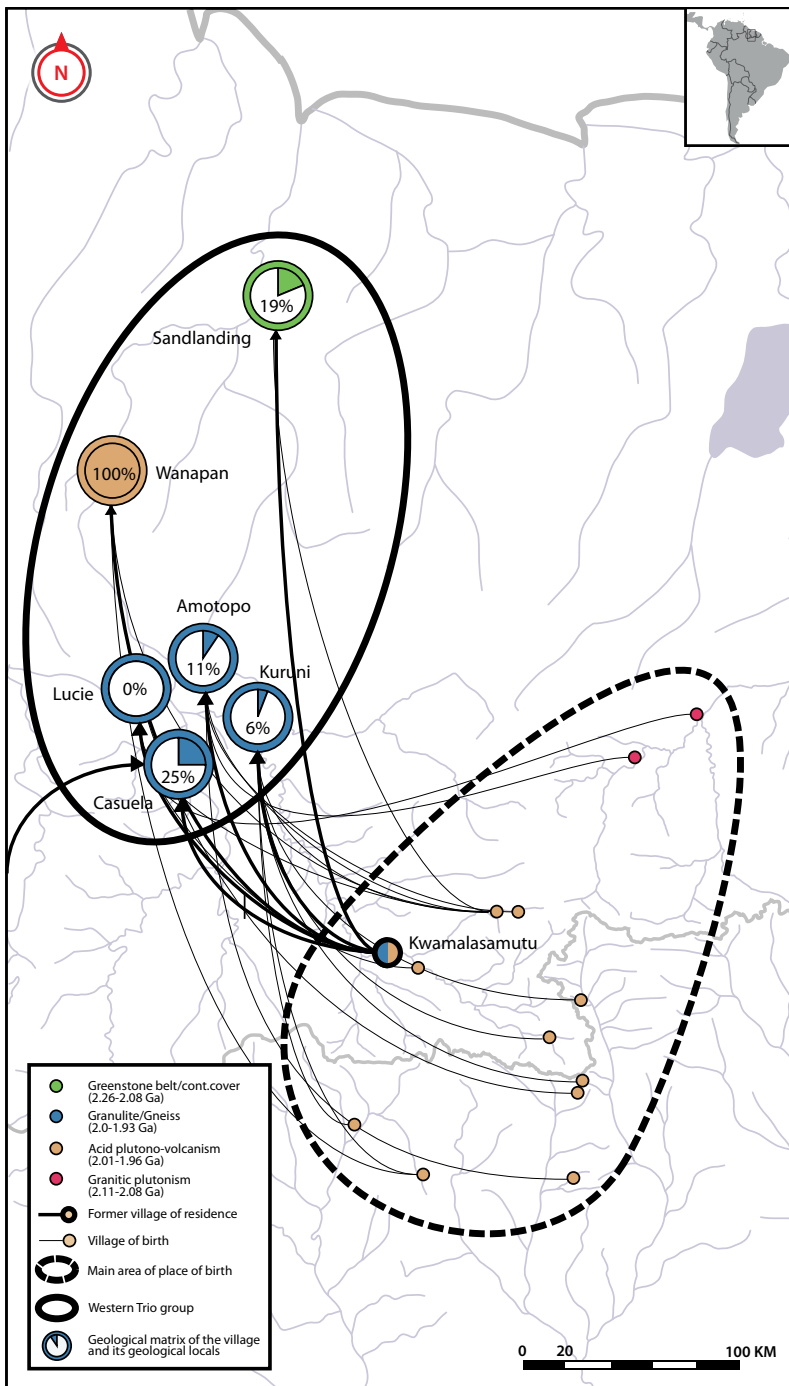 N
19%
Sandlanding
100%
Wanapan
Amotopo
11%
Kuruni
Lucie
0%
6%
25%
Casuela
Kwamalasamutu
Greenstone belt/cont.cover
(2.26-2.08 Ga)
Granulite/Gneiss
(2.0-1.93 Ga)
Acid plutono-volcanism
(2.01-1.96 Ga)
Granitic plutonism
(2.11-2.08 Ga)
Former village of residence
Village of birth
Main area of place of birth
Western Trio group
Geological matrix of the village
and its geological locals
0 20 100 KM